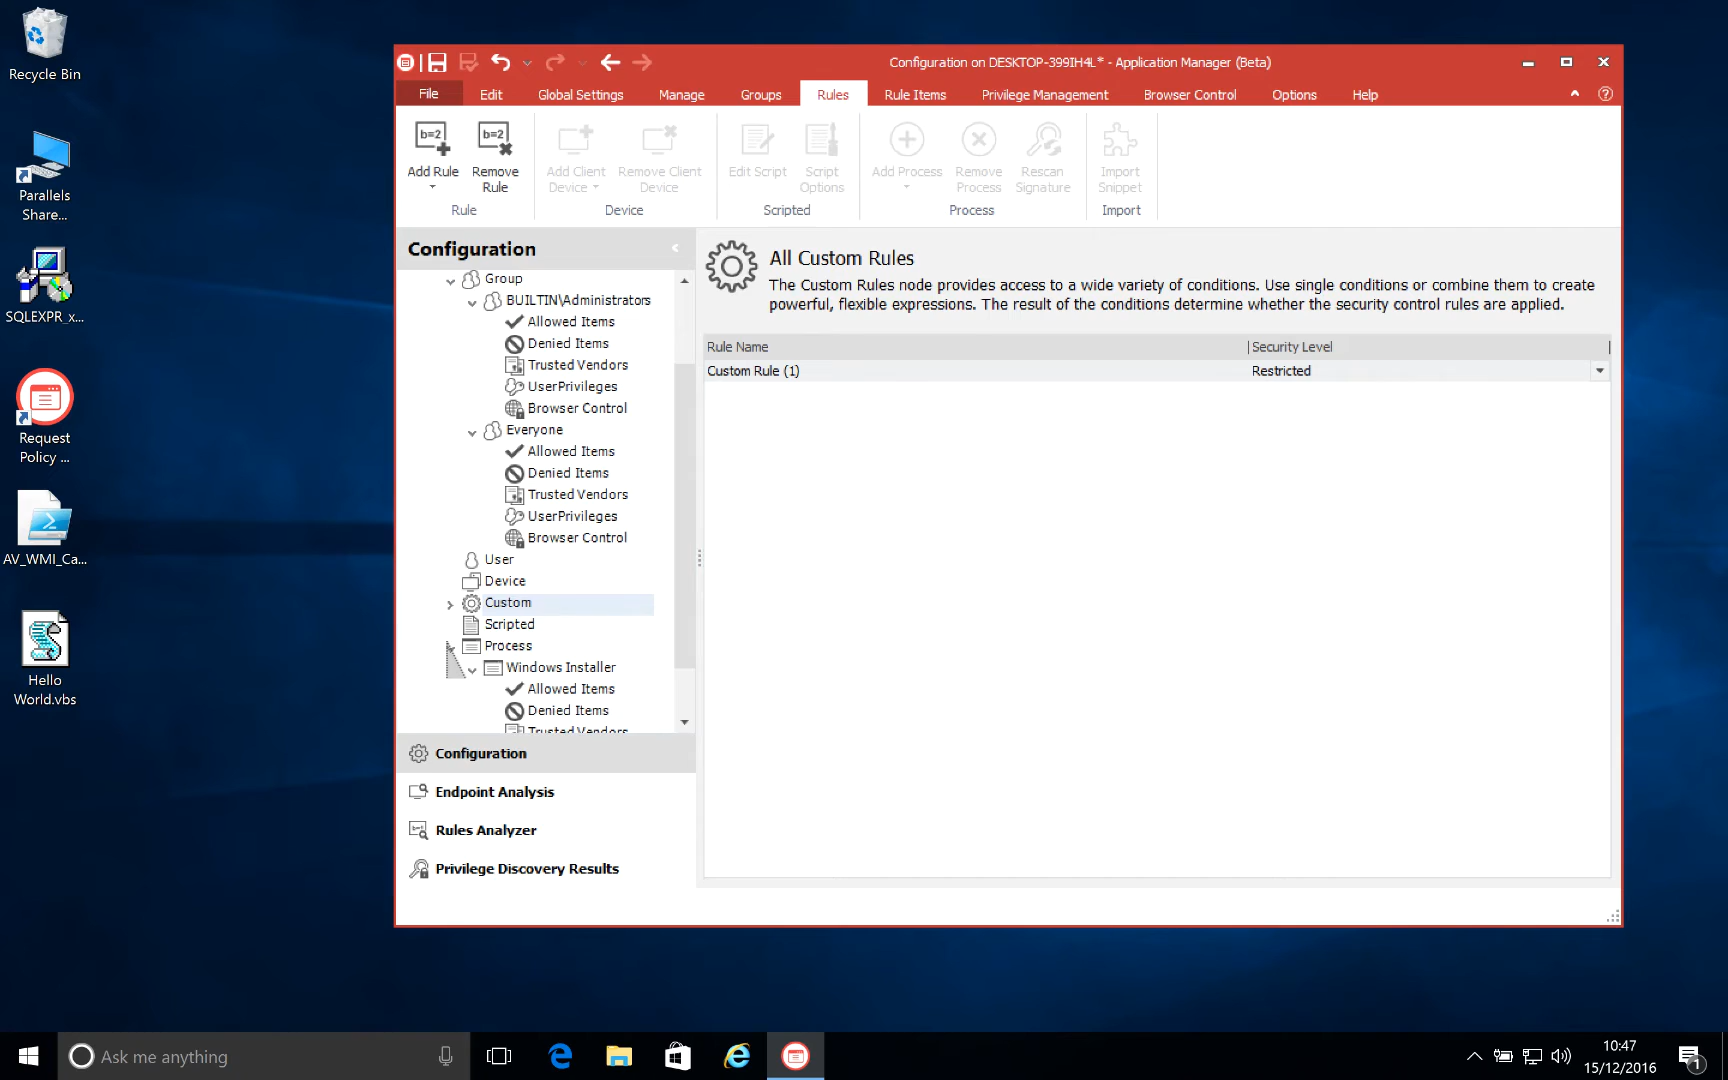 Recycle Bin
Parallels
Share...
SQLEXPR_x...
Request
Policy ...
AV_WMI_Ca...
Hello
World.vbs
Configuration on DESKTOP-399IH4L* - Application Manager (Beta)
File Edit Global Settings Manage Groups Rules Rule Items Privilege Management Browser Control Options Help
b=2 b=2
Add Rule Remove Rule Add Client Device Remove Client Device Edit Script Script Options Add Process Remove Process Rescan Signature Import Snippet
Rule Device Scripted Process Import
Configuration
Group
BUILTIN\Administrators
Allowed Items
Denied Items
Trusted Vendors
UserPrivileges
Browser Control
Everyone
Allowed Items
Denied Items
Trusted Vendors
UserPrivileges
Browser Control
User
Device
Custom
Scripted
Process
Windows Installer
Allowed Items
Denied Items
Trusted Vendors
Configuration
Endpoint Analysis
Rules Analyzer
Privilege Discovery Results
All Custom Rules
The Custom Rules node provides access to a wide variety of conditions. Use single conditions or combine them to create
powerful, flexible expressions. The result of the conditions determine whether the security control rules are applied.
Rule Name Security Level
Custom Rule (1) Restricted
Ask me anything
10:47
15/12/2016
1